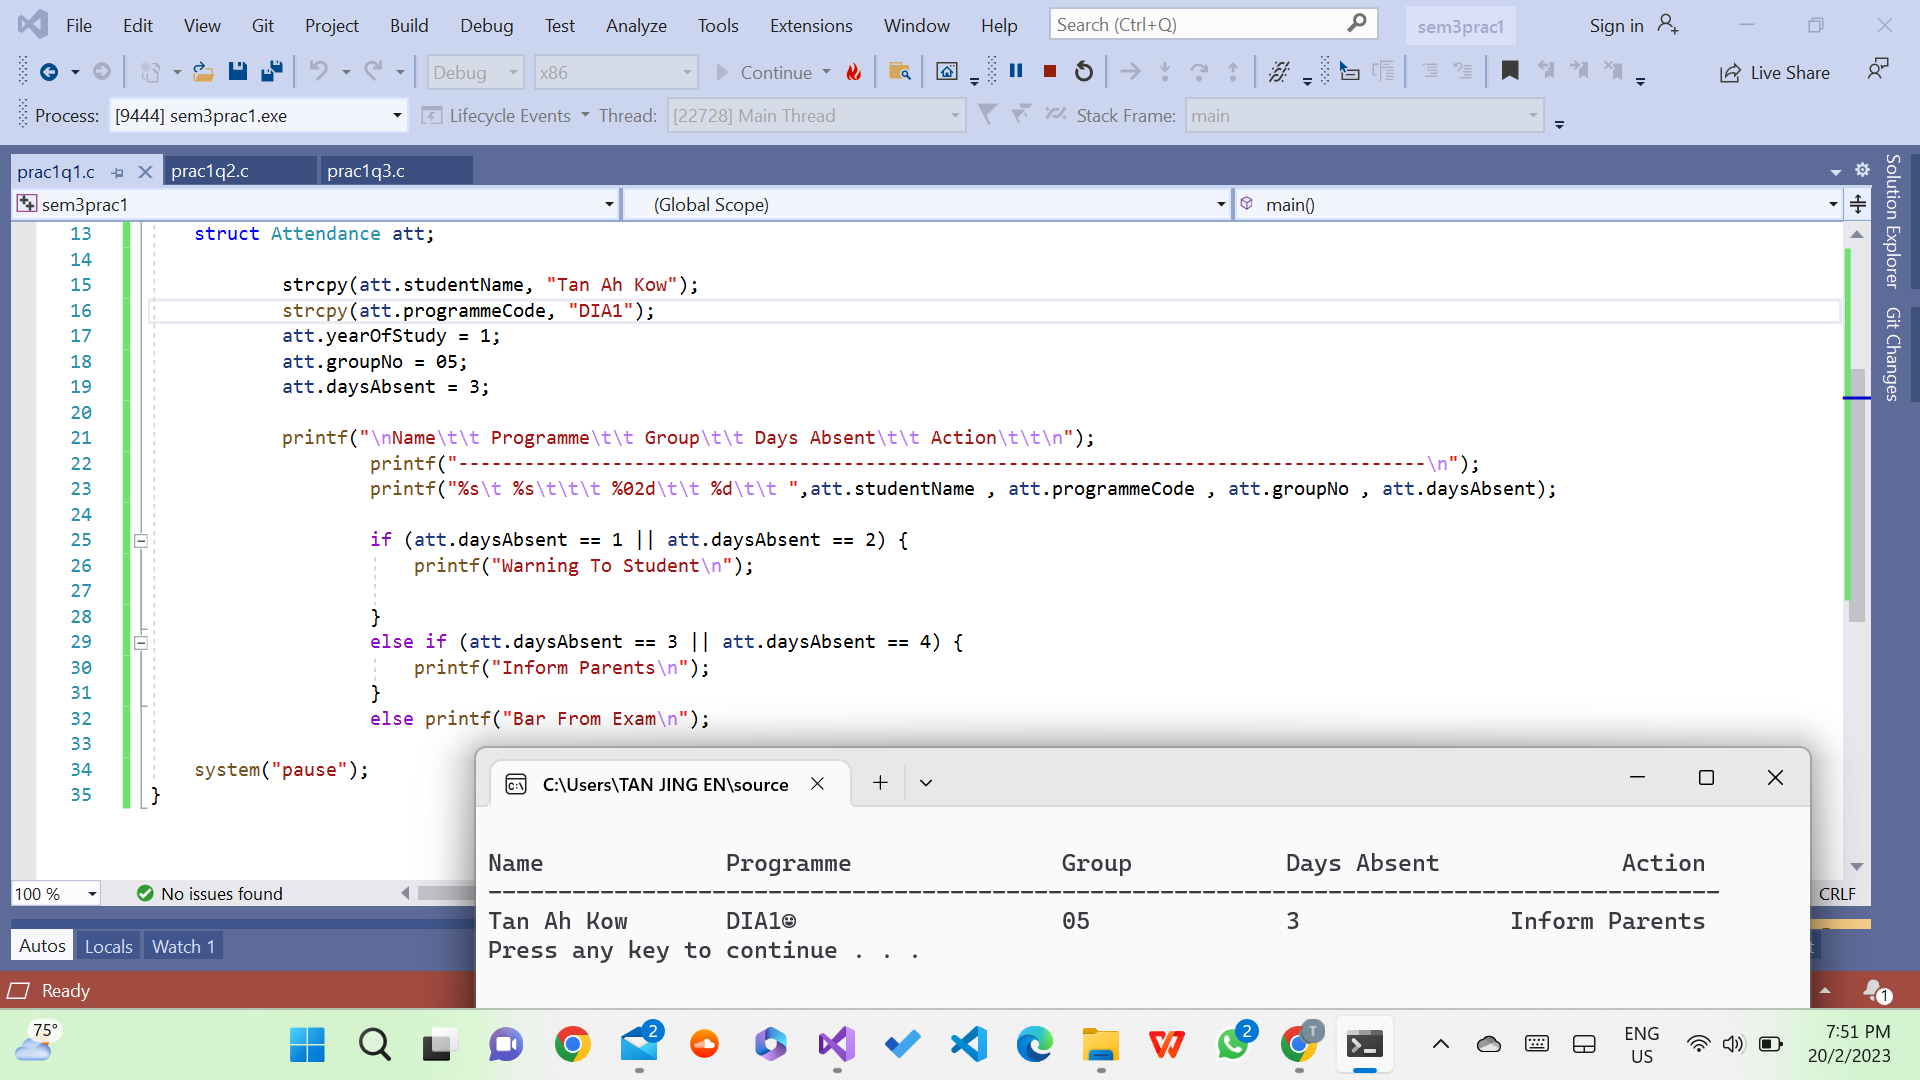 File Edit View Git Project Build Debug Test Analyze Tools Extensions Window Help Search (Ctrl+Q) sem3prac1 Sign in
Debug x86 Continue Live Share
Process: [9444] sem3prac1.exe Lifecycle Events Thread: [22728] Main Thread Stack Frame: main
prac1q1.c prac1q2.c prac1q3.c
sem3prac1 (Global Scope) main()
Solution Explorer
Git Changes
13 struct Attendance att;
14
15 strcpy(att.studentName, "Tan Ah Kow");
16 strcpy(att.programmeCode, "DIA1");
17 att.yearOfStudy = 1;
18 att.groupNo = 05;
19 att.daysAbsent = 3;
20
21 printf("\nName\t\t Programme\t\t Group\t\t Days Absent\t\t Action\t\t\n");
22 printf("----------------------------------------------------------------------------------------\n");
23 printf("%s\t %s\t\t\t %02d\t\t %d\t\t ",att.studentName , att.programmeCode , att.groupNo , att.daysAbsent);
24
25 if (att.daysAbsent == 1 || att.daysAbsent == 2) {
26 printf("Warning To Student\n");
27
28 }
29 else if (att.daysAbsent == 3 || att.daysAbsent == 4) {
30 printf("Inform Parents\n");
31 }
32 else printf("Bar From Exam\n");
33
34 system("pause");
35 }
100 % No issues found CRLF
Autos Locals Watch 1
Ready
1
C:\Users\TAN JING EN\source
Name Programme Group Days Absent Action
----------------------------------------------------------------------------------------
Tan Ah Kow DIA1☺ 05 3 Inform Parents
Press any key to continue . . .
75° 2 2 T ENG US 7:51 PM
20/2/2023